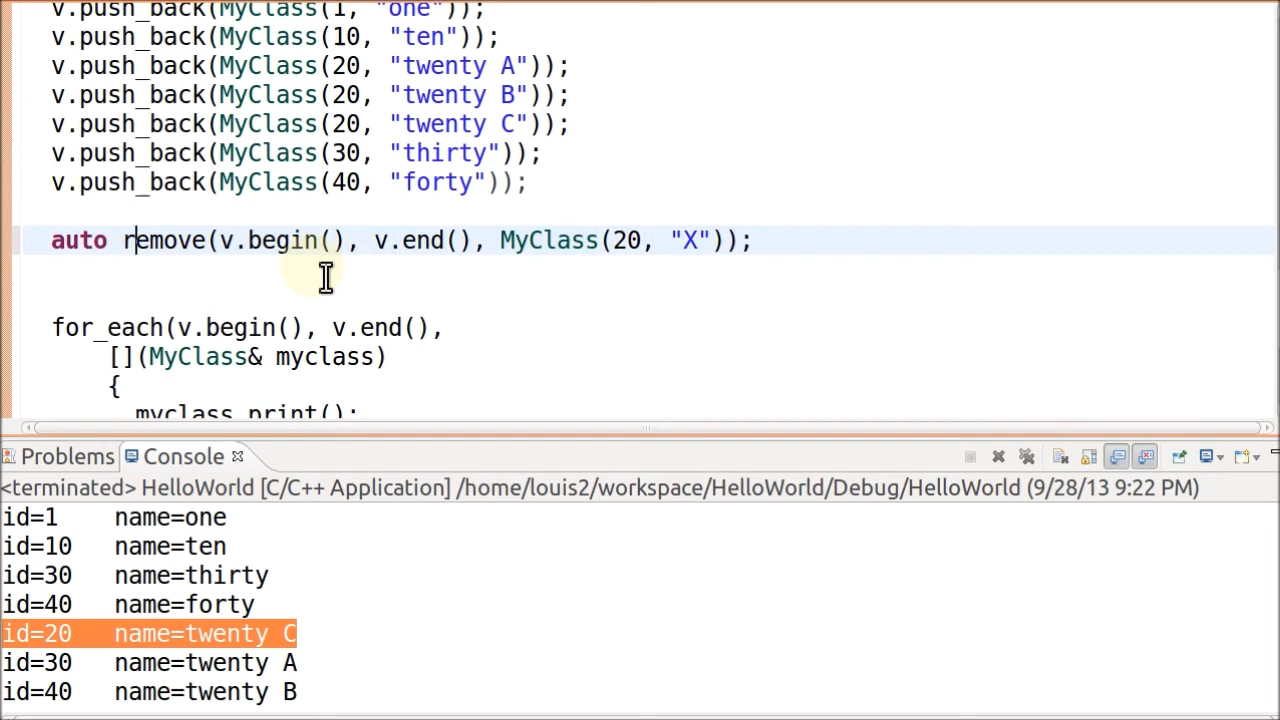 v.push_back(MyClass(1, "one"));
v.push_back(MyClass(10, "ten"));
v.push_back(MyClass(20, "twenty A"));
v.push_back(MyClass(20, "twenty B"));
v.push_back(MyClass(20, "twenty C"));
v.push_back(MyClass(30, "thirty"));
v.push_back(MyClass(40, "forty"));
auto remove(v.begin(), v.end(), MyClass(20, "X"));
for_each(v.begin(), v.end(),
[](MyClass& myclass)
{
myclass.print();
Problems Console
<terminated> HelloWorld [C/C++ Application] /home/louis2/workspace/HelloWorld/Debug/HelloWorld (9/28/13 9:22 PM)
id=1 name=one
id=10 name=ten
id=30 name=thirty
id=40 name=forty
id=20 name=twenty C
id=30 name=twenty A
id=40 name=twenty B